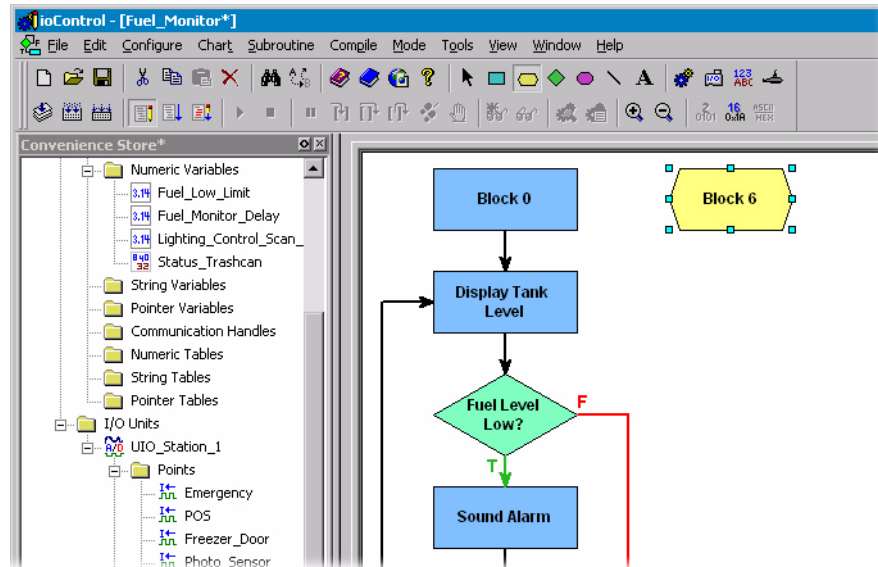 ioControl - [Fuel_Monitor*]
File Edit Configure Chart Subroutine Compile Mode Tools View Window Help
A 123 ABC
0101 16 0x1A ASCII HEX
Convenience Store*
Numeric Variables
3.14 Fuel_Low_Limit
3.14 Fuel_Monitor_Delay
3.14 Lighting_Control_Scan_
Status_Trashcan
String Variables
Pointer Variables
Communication Handles
Numeric Tables
String Tables
Pointer Tables
I/O Units
A/D UIO_Station_1
Points
Emergency
POS
Freezer_Door
Photo_Sensor
Block 0
Block 6
Display Tank
Level
Fuel Level
Low?
F
T
Sound Alarm